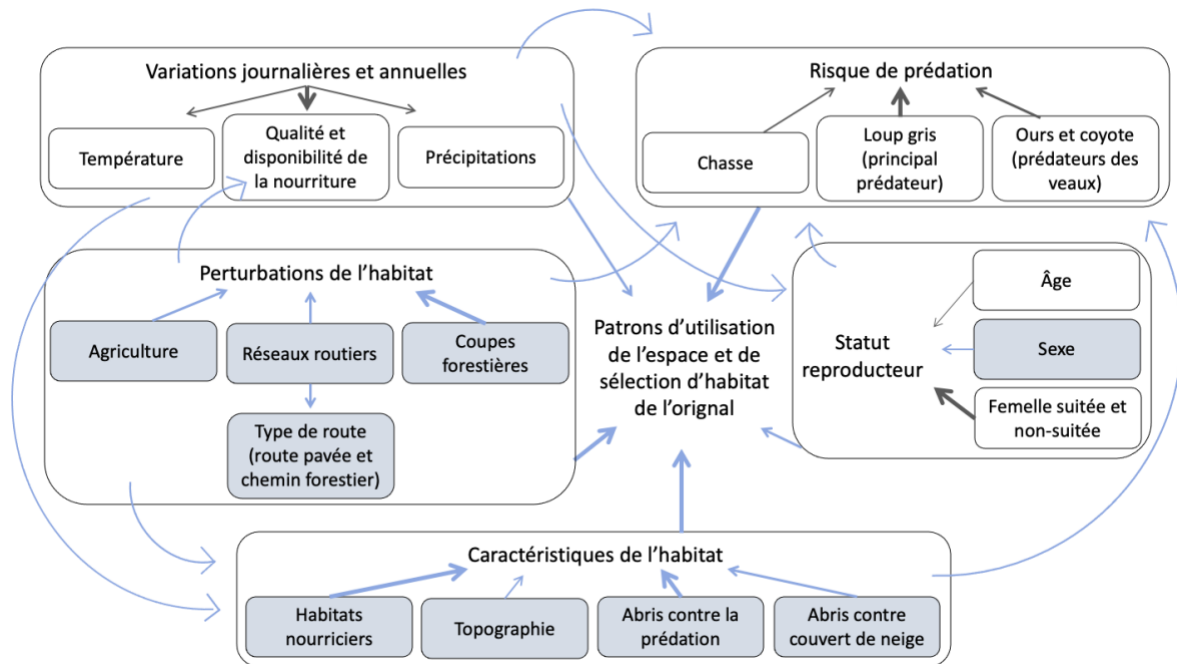 Variations journalières et annuelles
Température
Qualité et
disponibilité de
la nourriture
Précipitations
Risque de prédation
Chasse
Loup gris
(principal
prédateur)
Ours et coyote
(prédateurs des
veaux)
Perturbations de l’habitat
Agriculture
Réseaux routiers
Coupes
forestières
Type de route
(route pavée et
chemin forestier)
Patrons d’utilisation
de l’espace et de
sélection d’habitat
de l’orignal
Statut
reproducteur
Âge
Sexe
Femelle suitée et
non-suitée
Caractéristiques de l’habitat
Habitats
nourriciers
Topographie
Abris contre la
prédation
Abris contre
couvert de neige